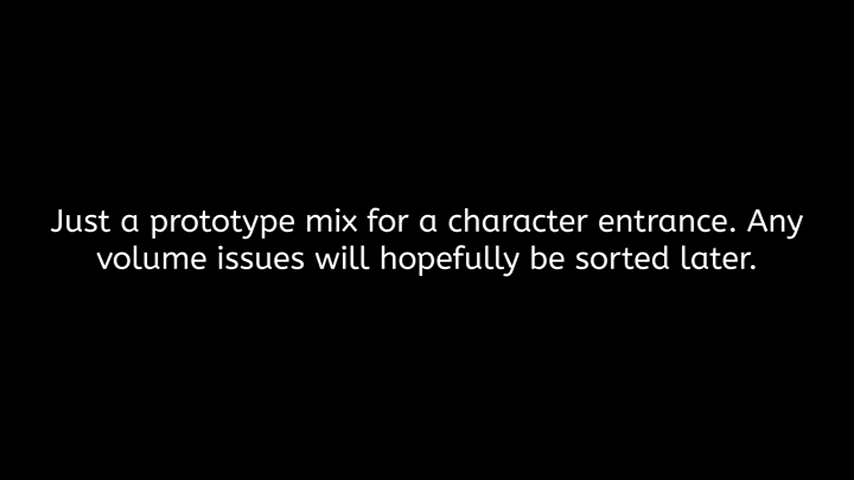 Just a prototype mix for a character entrance. Any
volume issues will hopefully be sorted later.